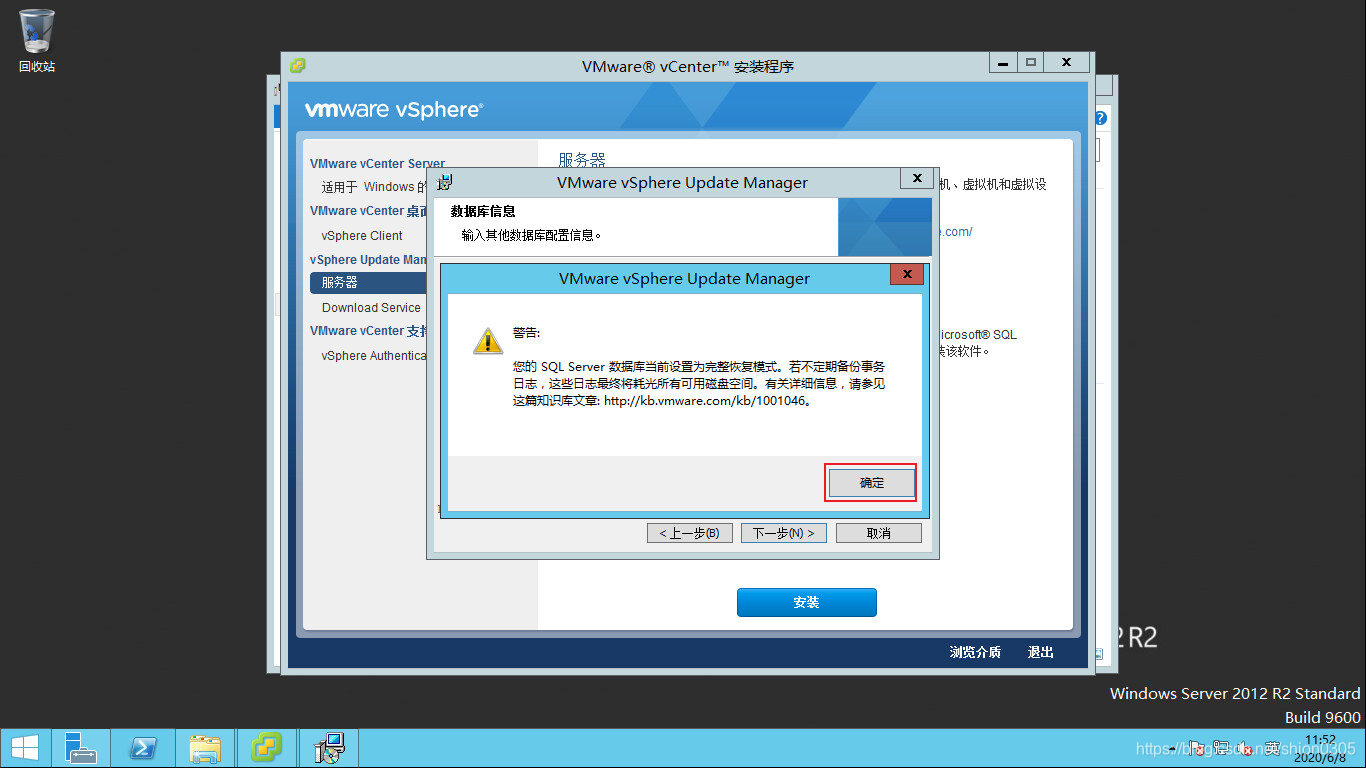 回收站
VMware® vCenter™ 安装程序
vmware vSphere®
VMware vCenter Server
适用于 Windows 的
VMware vCenter 桌面
vSphere Client
vSphere Update Man
服务器
Download Service
VMware vCenter 支持
vSphere Authentica
服务器
机、虚拟机和虚拟设
e.com/
icrosoft® SQL
装该软件。
VMware vSphere Update Manager
数据库信息
输入其他数据库配置信息。
VMware vSphere Update Manager
警告:
您的 SQL Server 数据库当前设置为完整恢复模式。若不定期备份事务
日志，这些日志最终将耗光所有可用磁盘空间。有关详细信息，请参见
这篇知识库文章: http://kb.vmware.com/kb/1001046。
确定
< 上一步(B)
下一步(N) >
取消
安装
浏览介质
退出
2 R2
Windows Server 2012 R2 Standard
Build 9600
英
11:52
2020/6/8
https://blog.csdn.net/shion0305